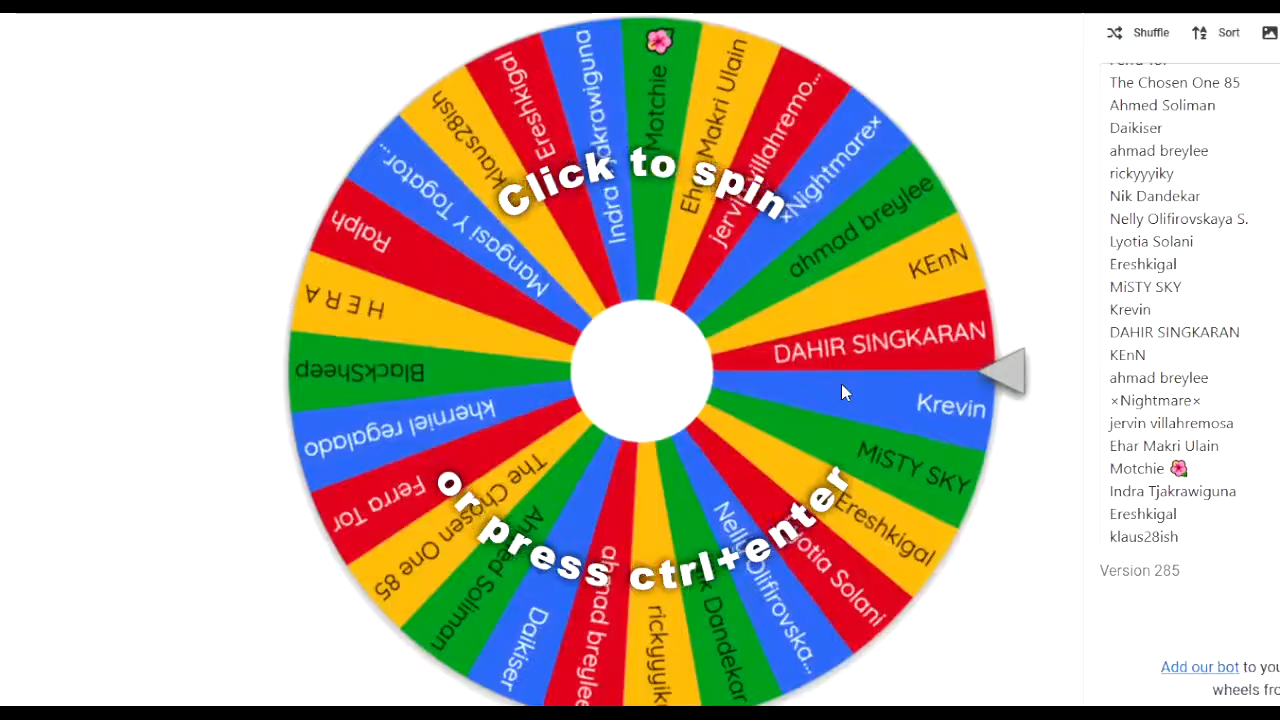 Shuffle
Sort
The Chosen One 85
Ahmed Soliman
Daikiser
ahmad breylee
rickyyyiky
Nik Dandekar
Nelly Olifirovskaya S.
Lyotia Solani
Ereshkigal
MiSTY SKY
Krevin
DAHIR SINGKARAN
KEnN
ahmad breylee
×Nightmare×
jervin villahremosa
Ehar Makri Ulain
Motchie 🌺
Indra Tjakrawiguna
Ereshkigal
klaus28ish
Version 285
Add our bot to you
wheels fro
Click to spin
or press ctrl+enter
Motchie 🌺
Ehar Makri Ulain
jervin villahremo...
×Nightmare×
ahmad breylee
KEnN
DAHIR SINGKARAN
Krevin
MiSTY SKY
Ereshkigal
Lyotia Solani
Nelly Olifirovska...
Nik Dandekar
rickyyyiky
ahmad breylee
Daikiser
Ahmed Soliman
The Chosen One 85
Ferra Tor
kherniel regalado
BlackSheep
H E R A
Ralph
Mangasi Y Togator...
klaus28ish
Ereshkigal
Indra Tjakrawiguna